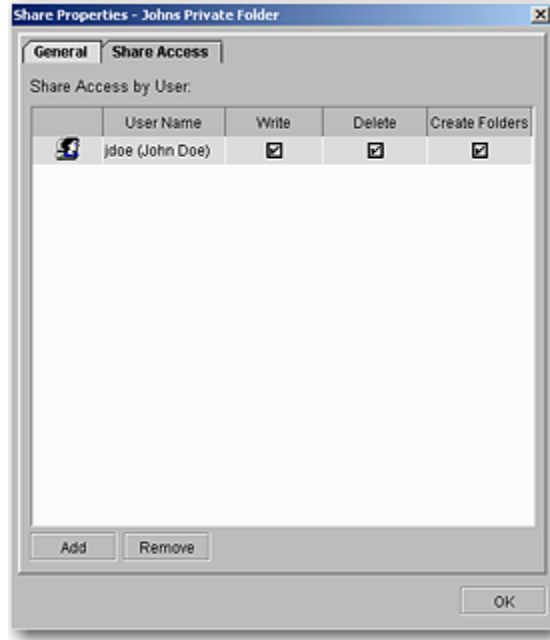 Share Properties - Johns Private Folder
General Share Access
Share Access by User:
User Name Write Delete Create Folders
jdoe (John Doe)
Add Remove
OK